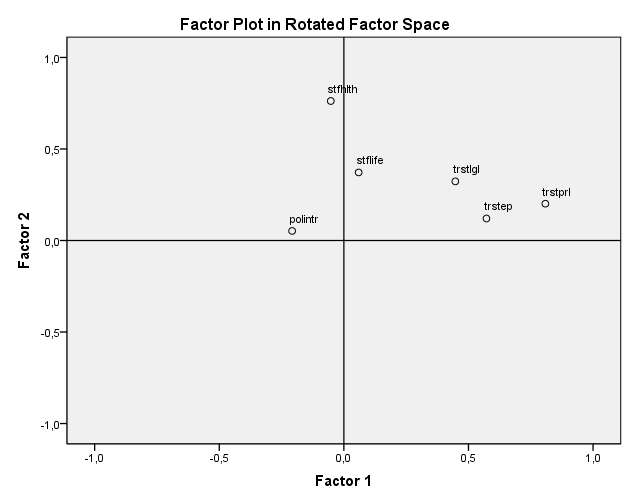 Factor Plot in Rotated Factor Space
1,0
stfhlth
0,5
stflife
trstlgl
trstprl
trstep
polintr
0,0
Factor 2
-0,5
-1,0
-1,0 -0,5 0,0 0,5 1,0
Factor 1